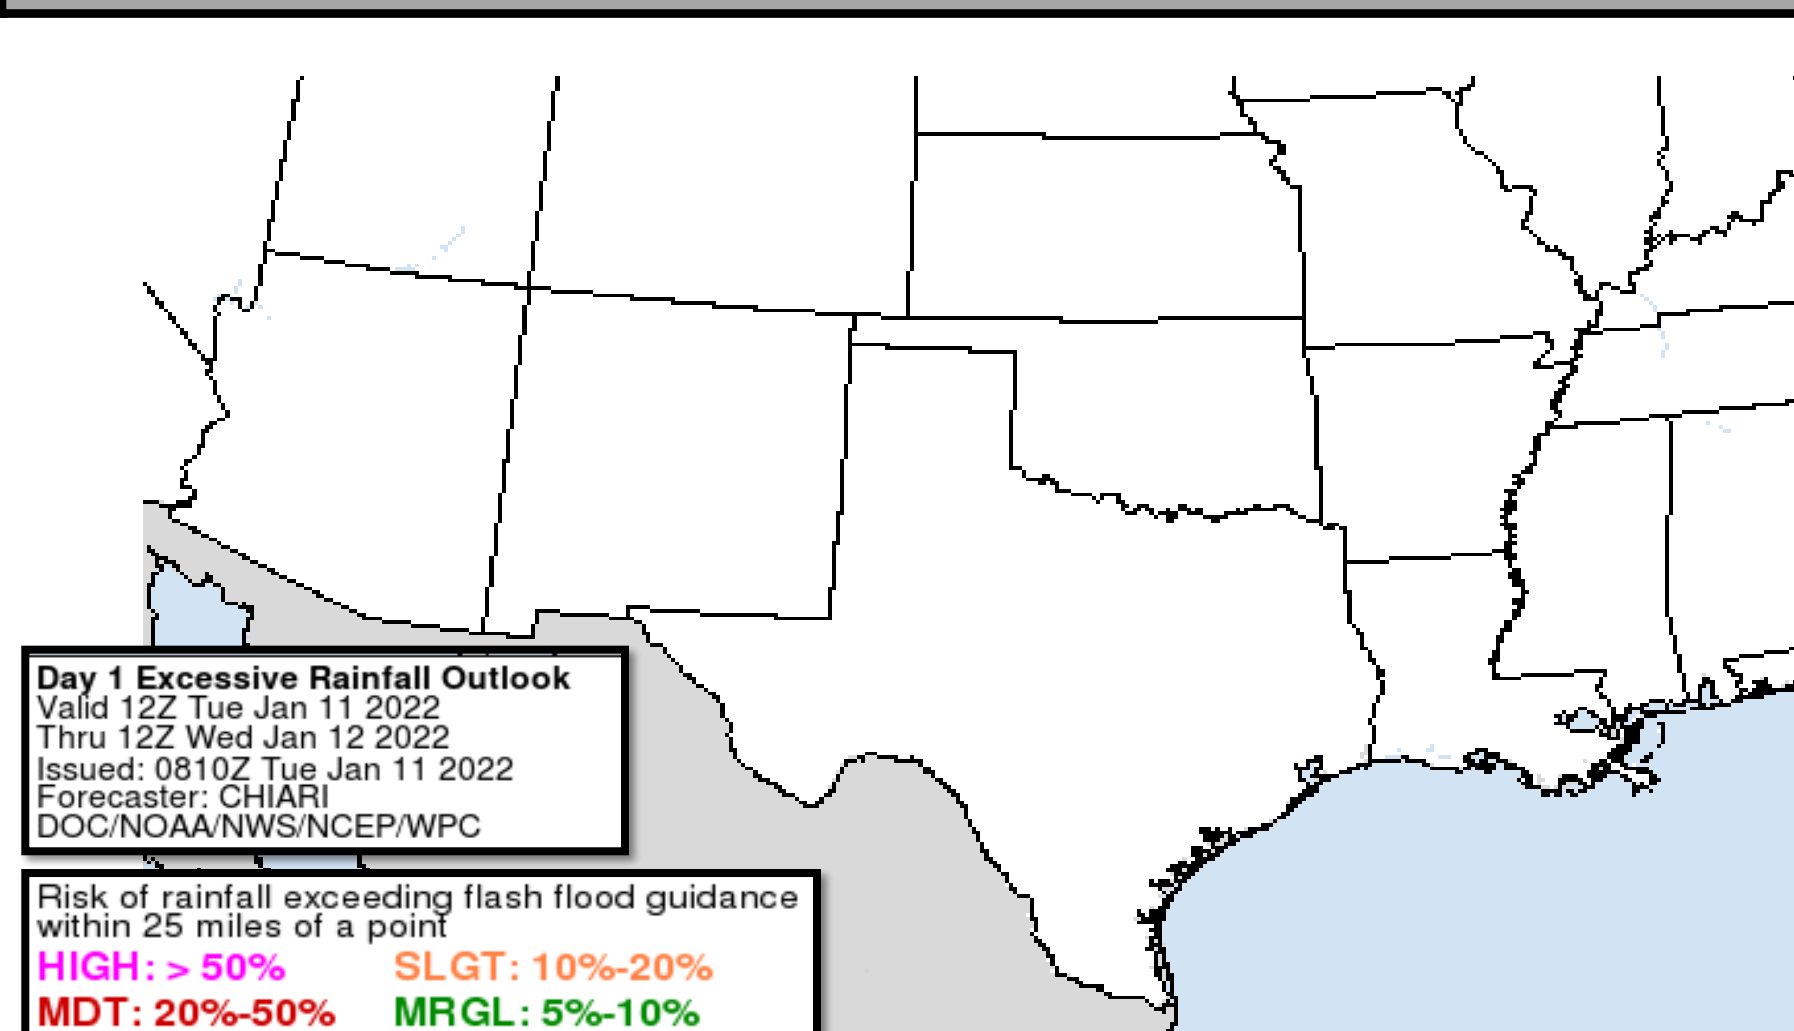 Day 1 Excessive Rainfall Outlook
Valid 12Z Tue Jan 11 2022
Thru 12Z Wed Jan 12 2022
Issued: 0810Z Tue Jan 11 2022
Forecaster: CHIARI
DOC/NOAA/NWS/NCEP/WPC
Risk of rainfall exceeding flash flood guidance
within 25 miles of a point
HIGH: > 50% SLGT: 10%-20%
MDT: 20%-50% MRGL: 5%-10%